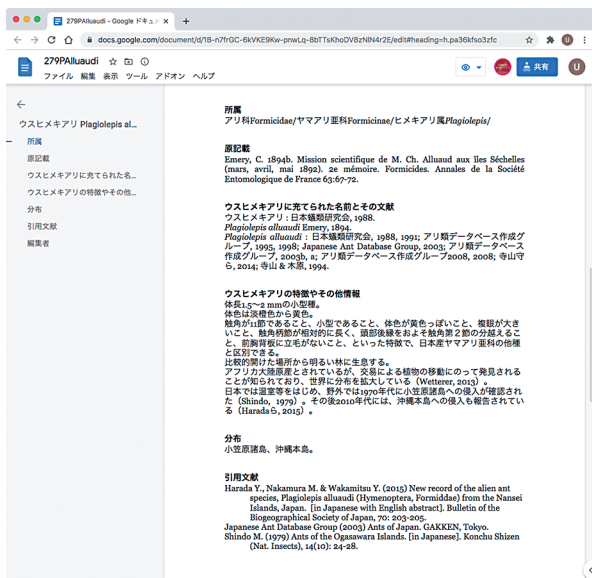 279PAlluaudi - Google ドキュ
docs.google.com/document/d/1B-n7frGC-6kVKE9Kw-pnwLq-8bTTsKhoDV8zNlN4r2E/edit#heading=h.pa36kfso3zfc
U
279PAlluaudi
ファイル 編集 表示 ツール アドオン ヘルプ
共有
U
ウスヒメキアリ Plagiolepis al...
所属
原記載
ウスヒメキアリに充てられた名...
ウスヒメキアリの特徴やその他...
分布
引用文献
編集者
所属
アリ科Formicidae/ヤマアリ亜科Formicinae/ヒメキアリ属Plagiolepis/
原記載
Emery, C. 1894b. Mission scientifique de M. Ch. Alluaud aux îles Séchelles
(mars, avril, mai 1892). 2e mémoire. Formicides. Annales de la Société
Entomologique de France 63:67-72.
ウスヒメキアリに充てられた名前とその文献
ウスヒメキアリ : 日本蟻類研究会, 1988.
Plagiolepis alluaudi Emery, 1894.
Plagiolepis alluaudi : 日本蟻類研究会, 1988, 1991; アリ類データベース作成グ
ループ, 1995, 1998; Japanese Ant Database Group, 2003; アリ類データベース
作成グループ, 2003b, a; アリ類データベース作成グループ2008, 2008; 寺山守
ら, 2014; 寺山 & 木原, 1994.
ウスヒメキアリの特徴やその他情報
体長1.5〜2 mmの小型種。
体色は淡橙色から黄色。
触角が11節であること、小型であること、体色が黄色っぽいこと、複眼が大き
いこと、触角柄節が相対的に長く、頭部後縁をおよそ触角第２節の分越えるこ
と、前胸背板に立毛がないこと、といった特徴で、日本産ヤマアリ亜科の他種
と区別できる。
比較的開けた場所から明るい林に生息する。
アフリカ大陸原産とされているが、交易による植物の移動にのって発見される
ことが知られており、世界に分布を拡大している（Wetterer, 2013）。
日本では温室等をはじめ、野外では1970年代に小笠原諸島への侵入が確認され
た（Shindo, 1979）。その後2010年代には、沖縄本島への侵入も報告されてい
る（Haradaら, 2015）。
分布
小笠原諸島、沖縄本島。
引用文献
Harada Y., Nakamura M. & Wakamitsu Y. (2015) New record of the alien ant
species, Plagiolepis alluaudi (Hymenoptera, Formiddae) from the Nansei
Islands, Japan. [in Japanese with English abstract]. Bulletin of the
Biogeographical Society of Japan, 70: 203-205.
Japanese Ant Database Group (2003) Ants of Japan. GAKKEN, Tokyo.
Shindo M. (1979) Ants of the Ogasawara Islands. [in Japanese]. Konchu Shizen
(Nat. Insects), 14(10): 24-28.